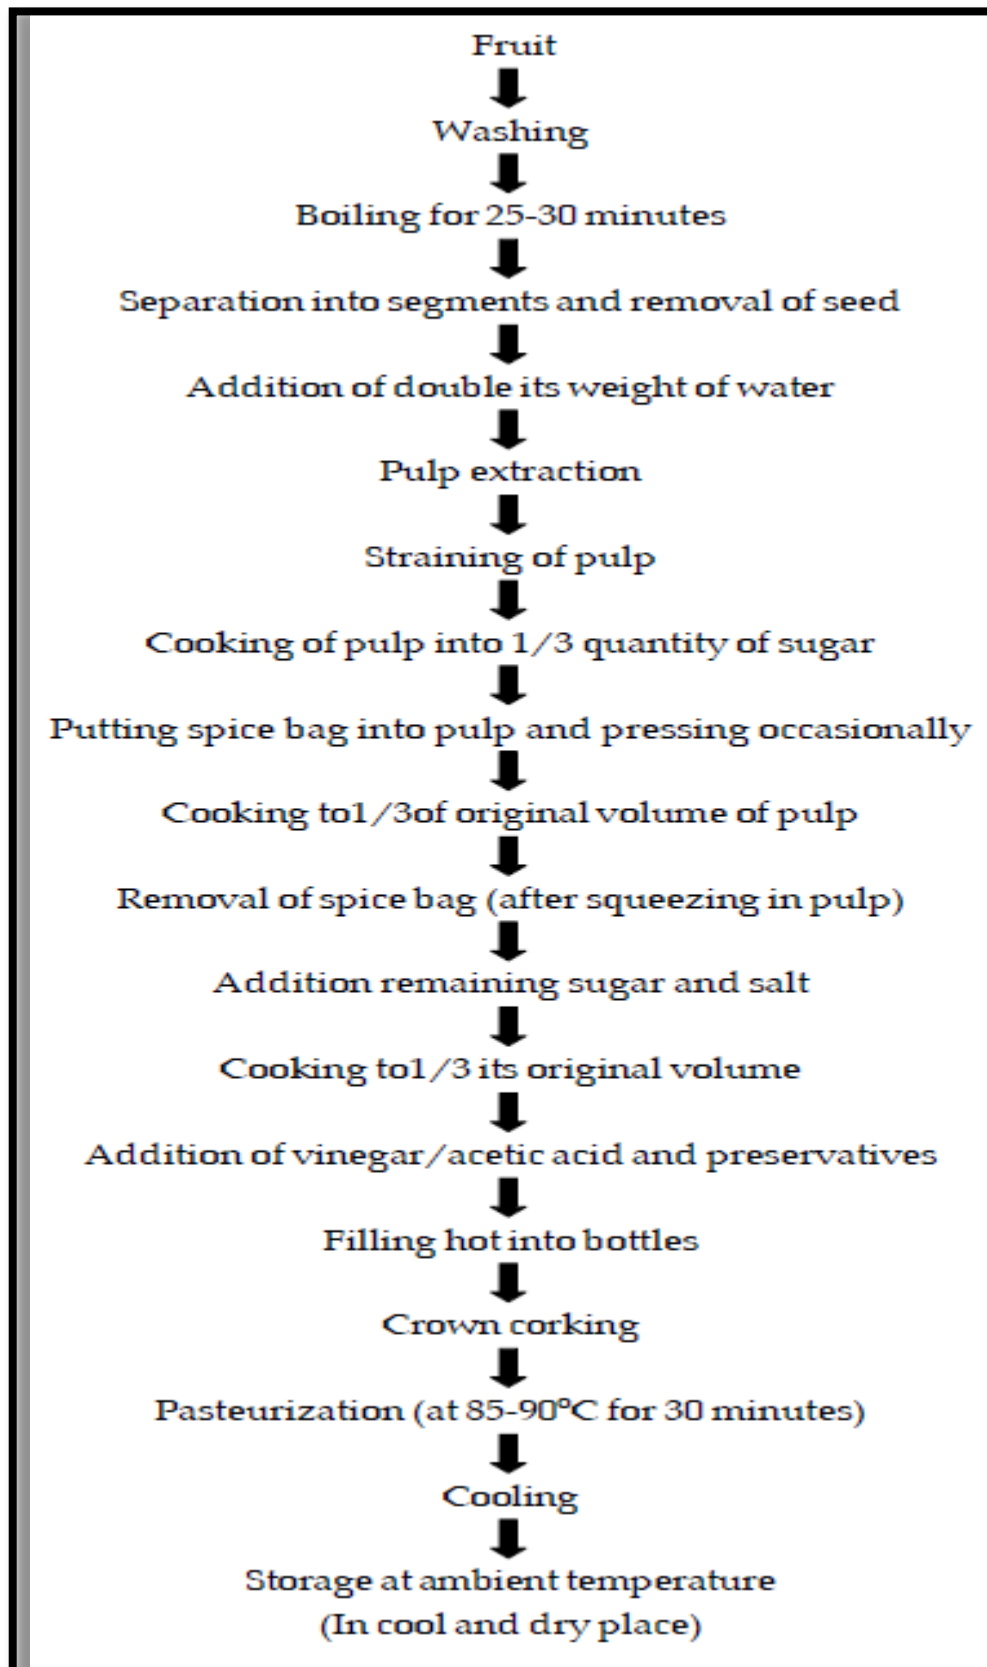 Fruit
Washing
Boiling for 25-30 minutes
Separation into segments and removal of seed
Addition of double its weight of water
Pulp extraction
Straining of pulp
Cooking of pulp into 1/3 quantity of sugar
Putting spice bag into pulp and pressing occasionally
Cooking to1/3of original volume of pulp
Removal of spice bag (after squeezing in pulp)
Addition remaining sugar and salt
Cooking to1/3 its original volume
Addition of vinegar/acetic acid and preservatives
Filling hot into bottles
Crown corking
Pasteurization (at 85-90°C for 30 minutes)
Cooling
Storage at ambient temperature
(In cool and dry place)